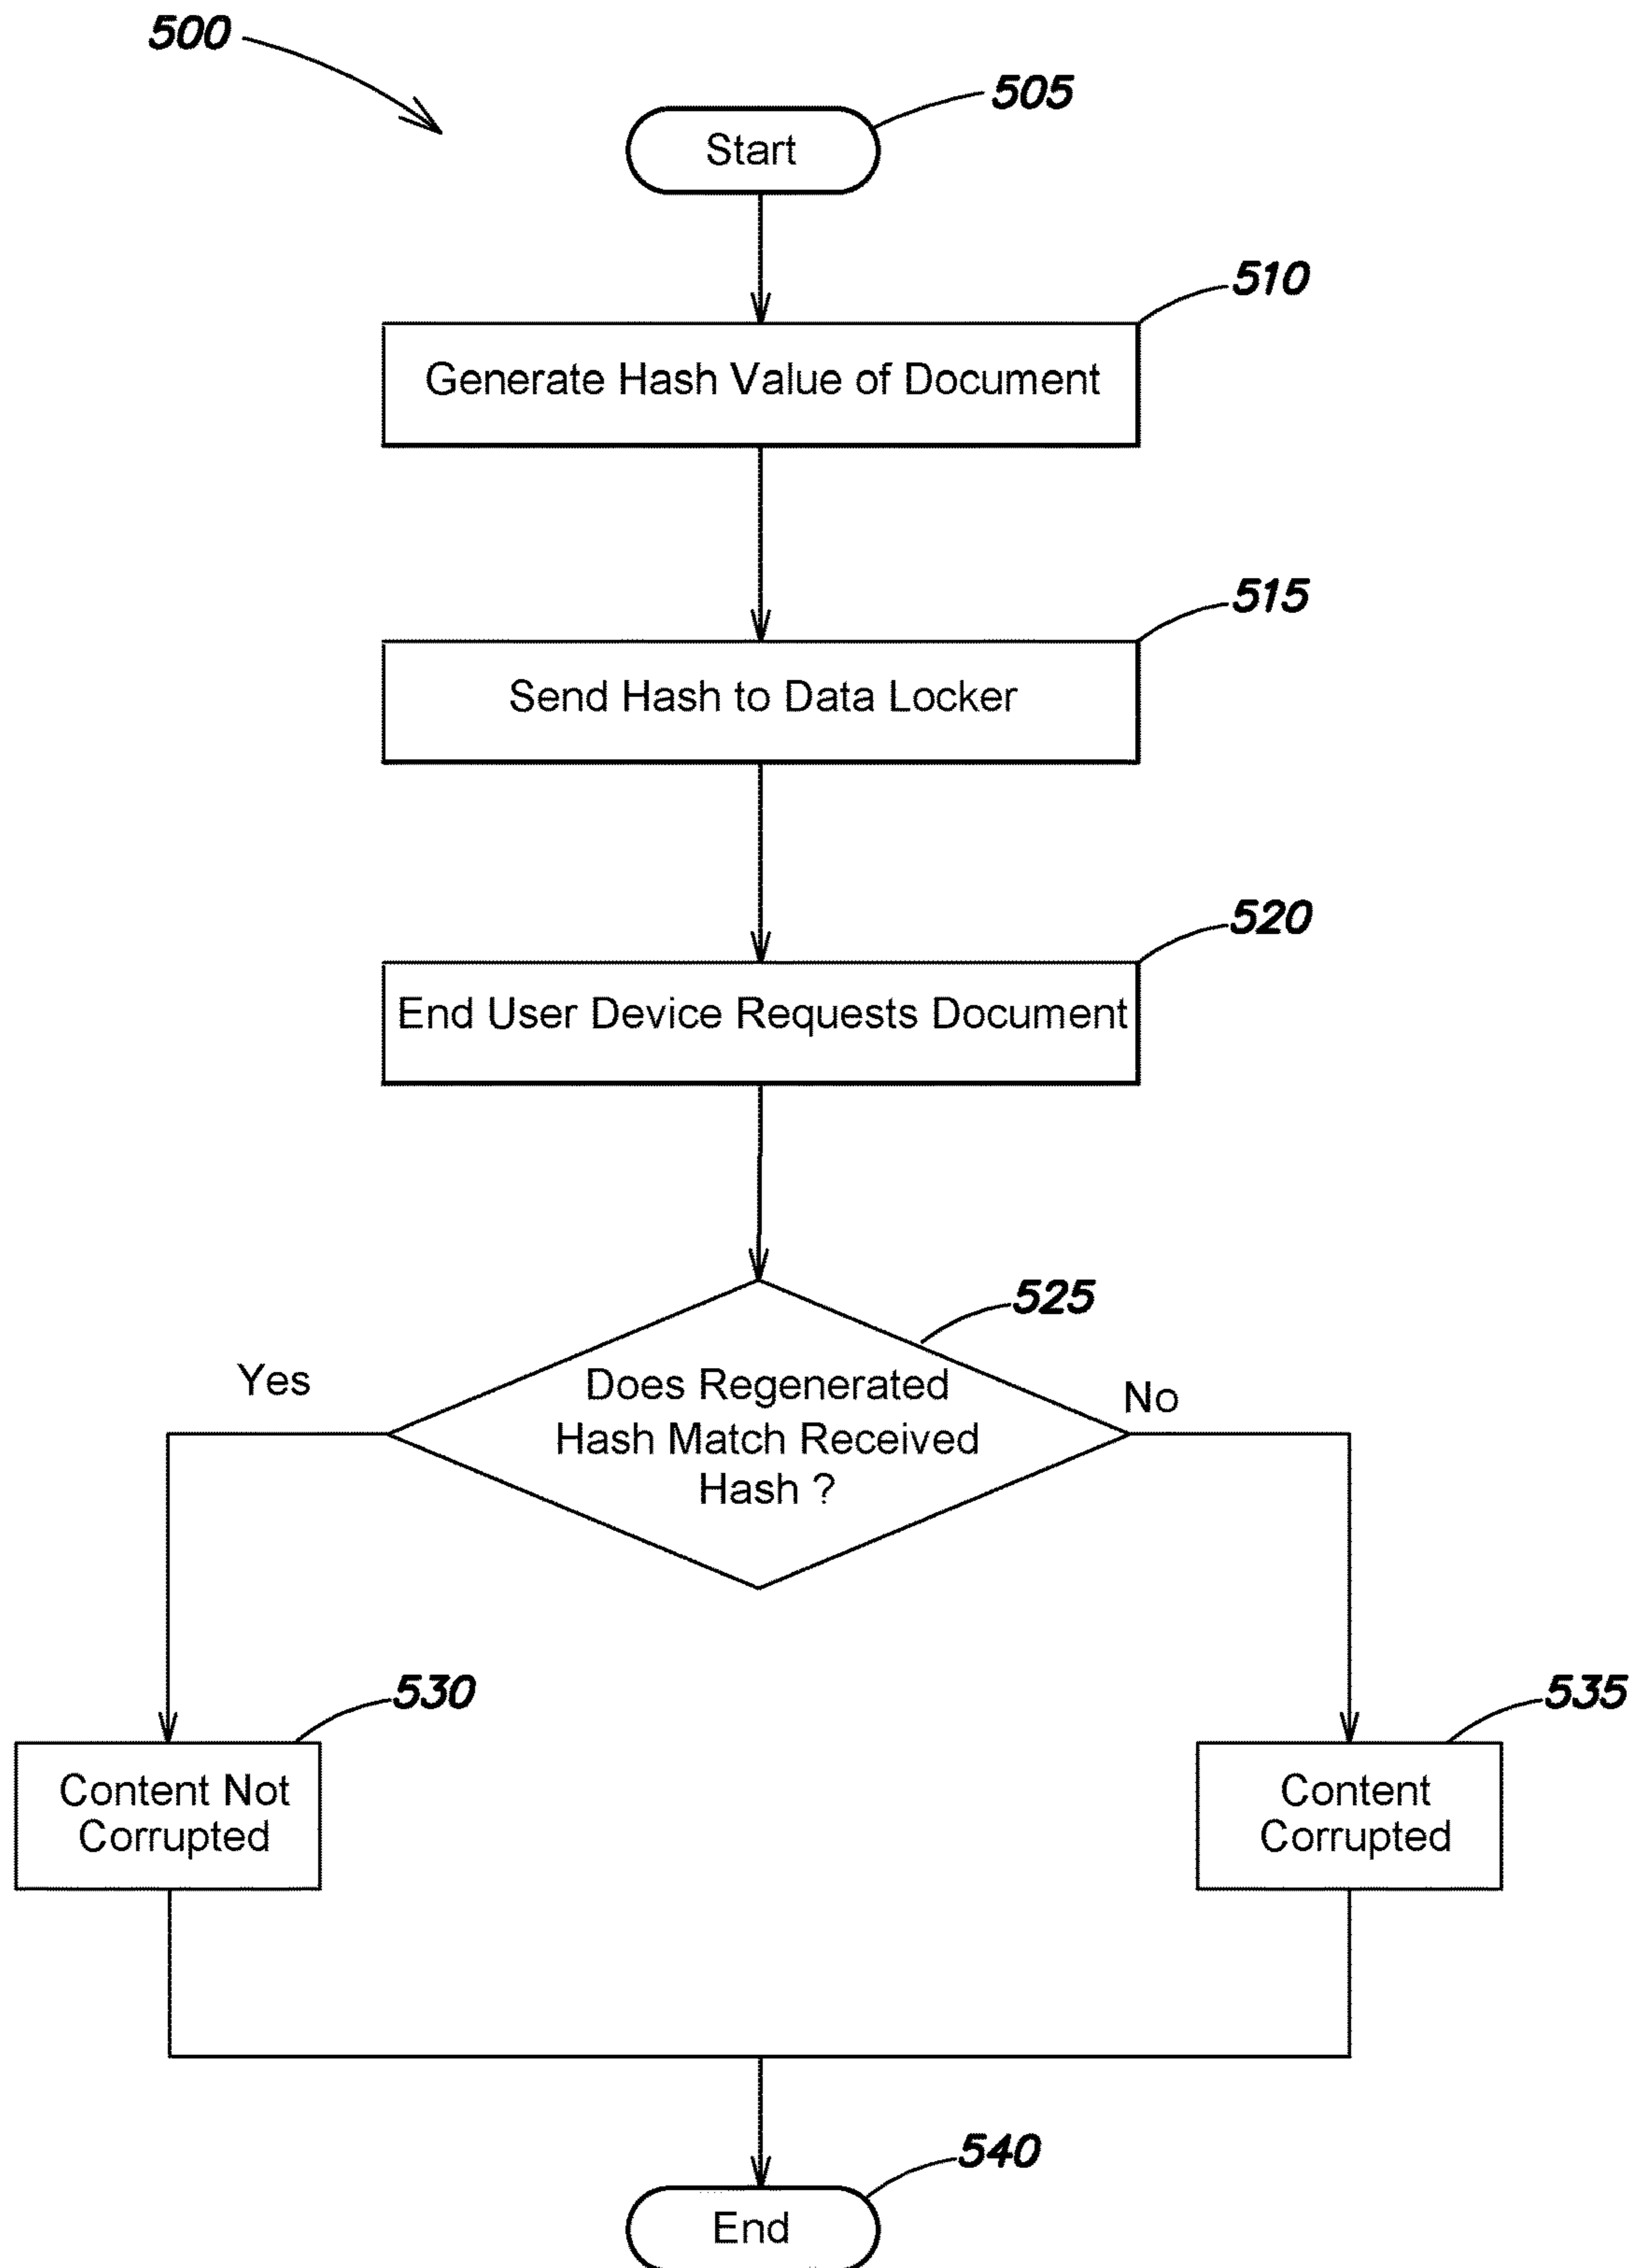 500
505
Start
510
Generate Hash Value of Document
515
Send Hash to Data Locker
520
End User Device Requests Document
525
Yes
No
Does Regenerated
Hash Match Received
Hash ?
530
535
Content Not
Corrupted
Content
Corrupted
540
End